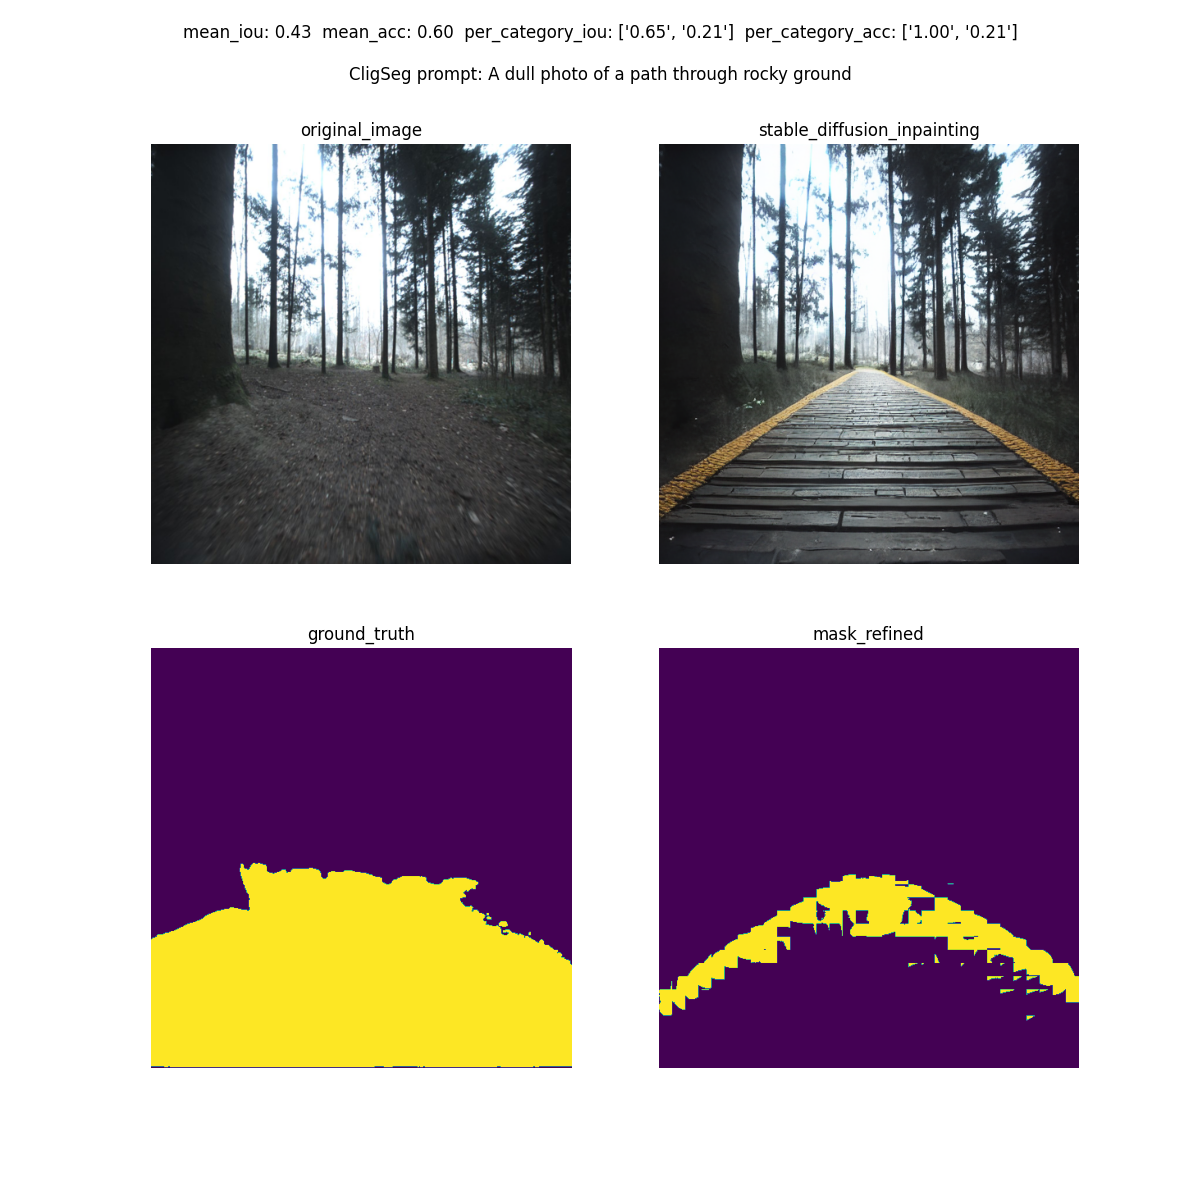 mean_iou: 0.43  mean_acc: 0.60  per_category_iou: ['0.65', '0.21']  per_category_acc: ['1.00', '0.21']
CligSeg prompt: A dull photo of a path through rocky ground
original_image
stable_diffusion_inpainting
ground_truth
mask_refined